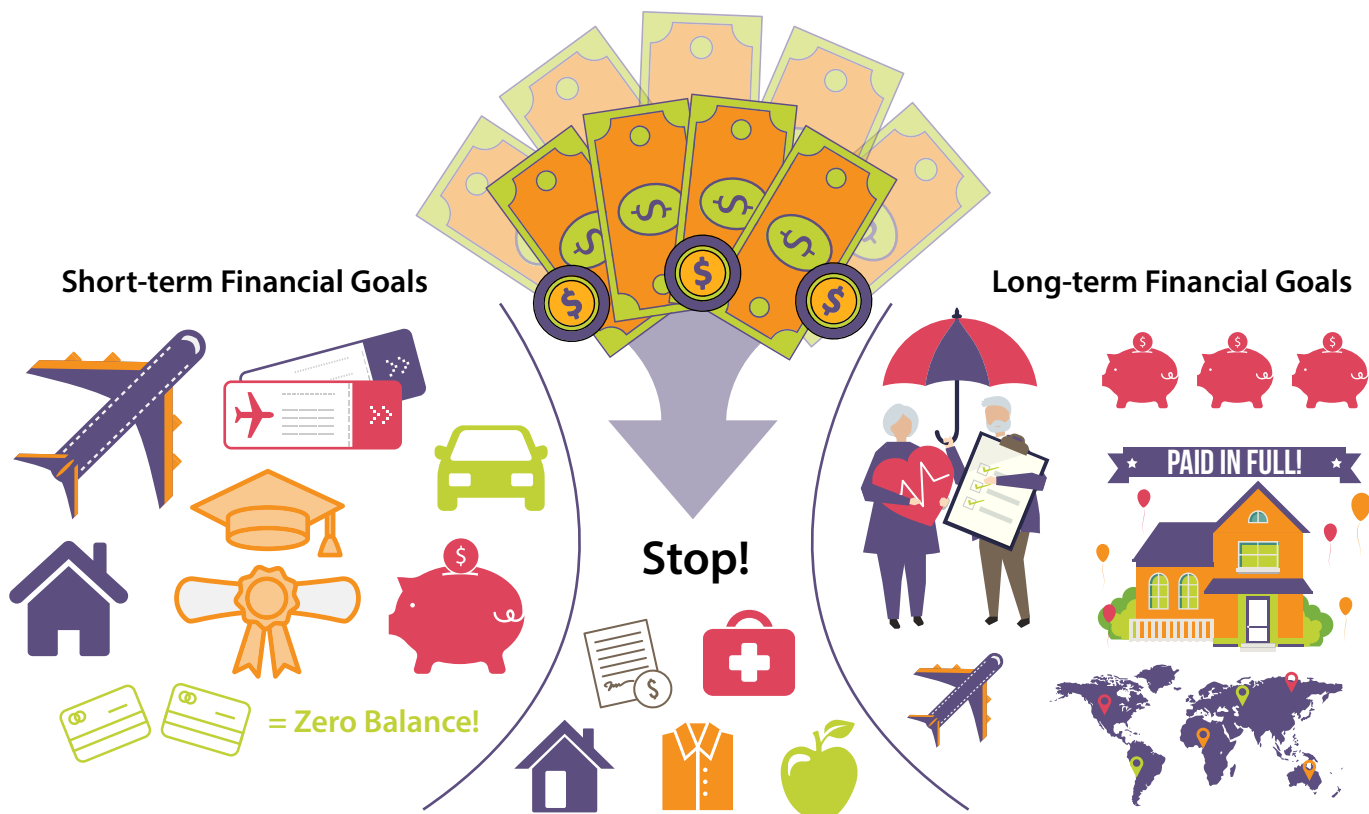 Short-term Financial Goals
Long-term Financial Goals
$
$
$
$
$
$
$
$
$
$
$
PAID IN FULL!
Stop!
$
$
= Zero Balance!